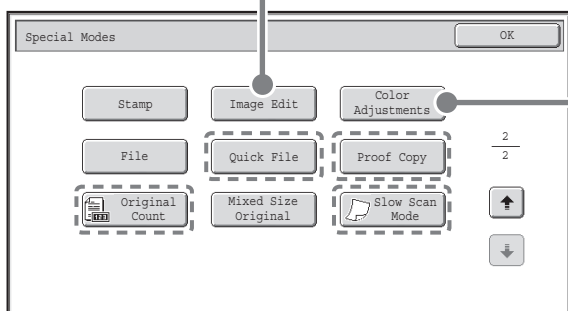 Special Modes
OK
Stamp
Image Edit
Color
Adjustments
File
Quick File
Proof Copy
2
2
Original
Count
Mixed Size
Original
Slow Scan
Mode